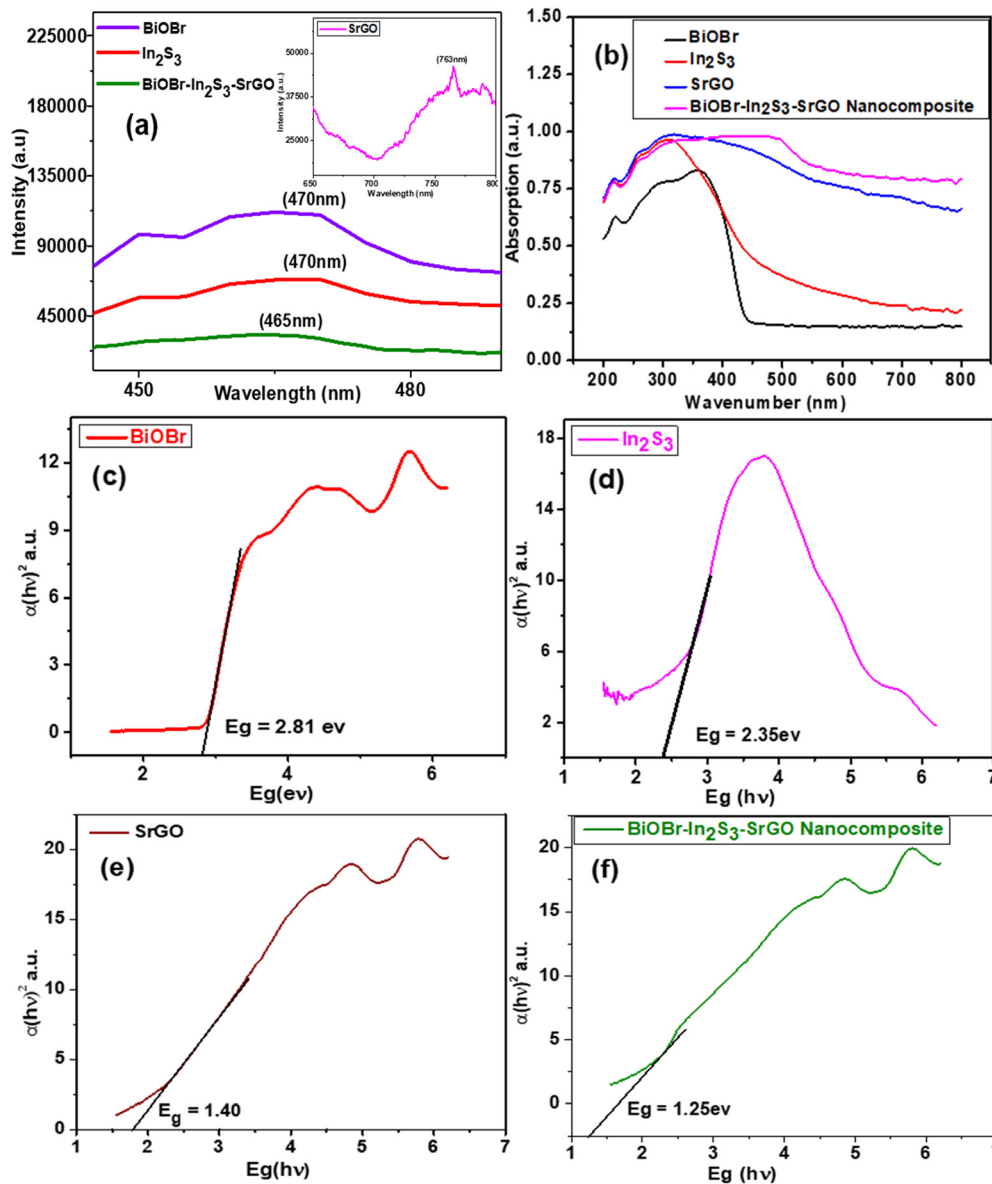 BiOBr
In₂S₃
BiOBr-In₂S₃-SrGO
(a)
225000
180000
135000
90000
45000
Intensity (a.u)
(470nm)
(470nm)
(465nm)
450
480
Wavelength (nm)
SrGO
(763nm)
50000
37500
25000
12500
Intensity (a.u.)
650
700
750
800
Wavelength (nm)
(b)
BiOBr
In₂S₃
SrGO
BiOBr-In₂S₃-SrGO Nanocomposite
1.50
1.25
1.00
0.75
0.50
0.25
0.00
Absorption (a.u.)
200 300 400 500 600 700 800
Wavenumber (nm)
BiOBr
(c)
12
9
6
3
0
α(hν)² a.u.
Eg = 2.81 ev
2 4 6
Eg(ev)
In₂S₃
(d)
18
14
10
6
2
α(hν)² a.u.
Eg = 2.35ev
1 2 3 4 5 6 7
Eg (hν)
SrGO
(e)
20
15
10
5
0
α(hν)² a.u.
Eg = 1.40
1 2 3 4 5 6 7
Eg(hν)
BiOBr-In₂S₃-SrGO Nanocomposite
(f)
20
15
10
5
0
α(hν)² a.u.
Eg = 1.25ev
1 2 3 4 5 6 7
Eg (hν)